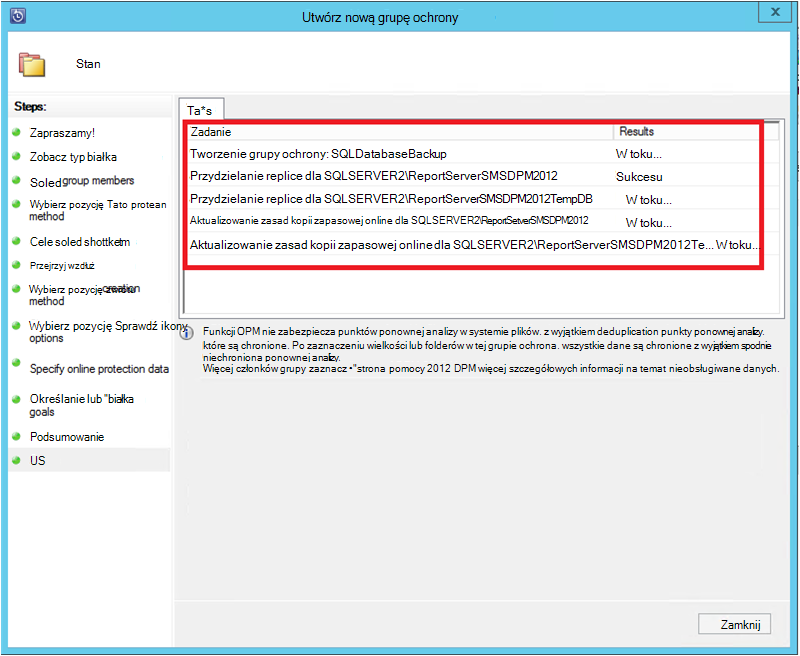 Utwórz nową grupę ochrony
Stan
Steps:
Zapraszamy!
Zobacz typ białka
Soled group members
Wybierz pozycję Tato protean
method
Cele soled shottketm
Przejrzyj wzdłuż
Wybierz pozycję creation
method
Wybierz pozycję Sprawdź ikony
options
Specify online protection data
Określanie lub "białka
goals
Podsumowanie
US
Ta*s
Zadanie Results
Tworzenie grupy ochrony: SQLDatabaseBackup W toku...
Przydzielanie replice dla SQLSERVER2\ReportServerSMSDPM2012 Sukcesu
Przydzielanie replice dla SQLSERVER2\ReportServerSMSDPM2012TempDB W toku...
Aktualizowanie zasad kopii zapasowej online dla SQLSERVER2\ReportSetverSMSDPM2012 W toku...
Aktualizowanie zasad kopii zapasowej online dla SQLSERVER2\ReportServerSMSDPM2012Te... W toku...
Funkcji OPM nie zabezpiecza punktów ponownej analizy w systemie plików. z wyjątkiem deduplication punkty ponownej analizy.
które są chronione. Po zaznaczeniu wielkości lub folderów w tej grupie ochrona. wszystkie dane są chronione z wyjątkiem spodnie
niechroniona ponownej analizy.
Więcej członków grupy zaznacz •"strona pomocy 2012 DPM więcej szczegółowych informacji na temat nieobsługiwane danych.
Zamknij